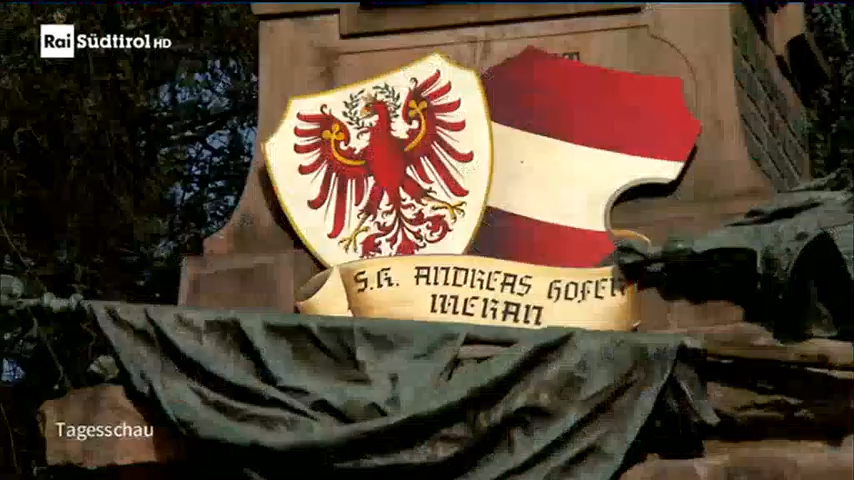 Rai Südtirol HD
S.K. ANDREAS HOFER
MERAN
Tagesschau